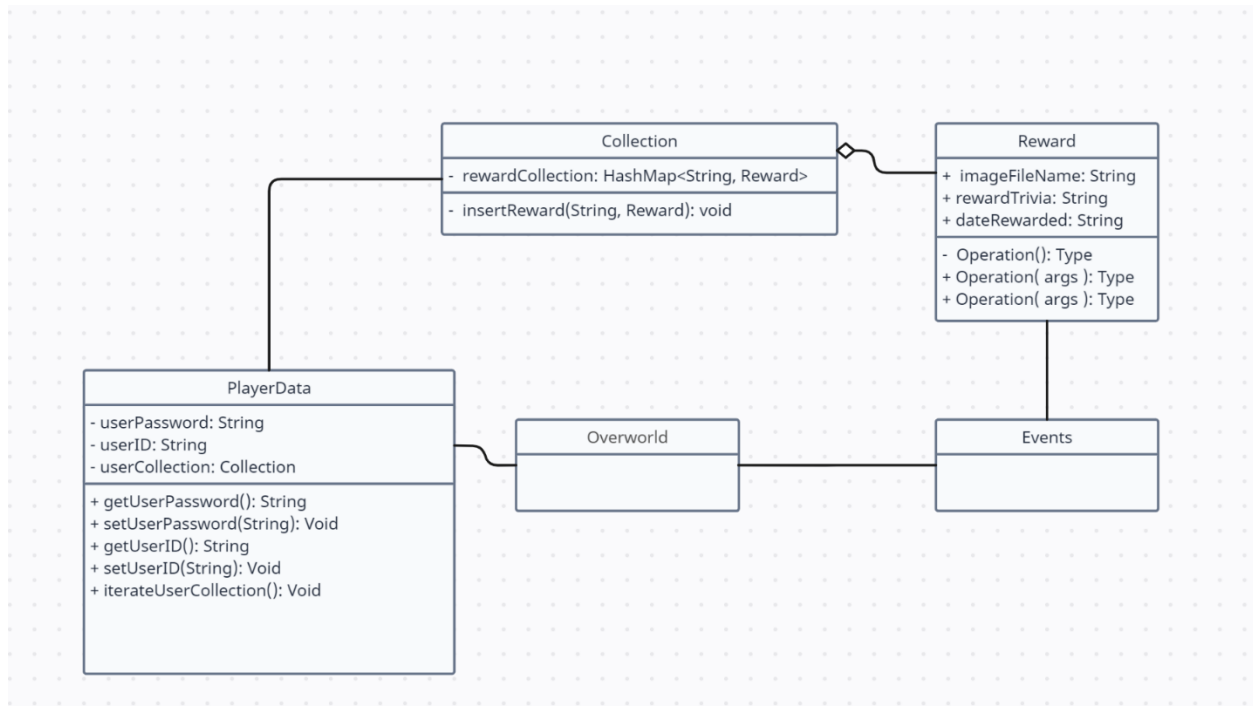 Collection
- rewardCollection: HashMap<String, Reward>
- insertReward(String, Reward): void
Reward
+ imageFileName: String
+ rewardTrivia: String
+ dateRewarded: String
- Operation(): Type
+ Operation( args ): Type
+ Operation( args ): Type
PlayerData
- userPassword: String
- userID: String
- userCollection: Collection
+ getUserPassword(): String
+ setUserPassword(String): Void
+ getUserID(): String
+ setUserID(String): Void
+ iterateUserCollection(): Void
Overworld
Events